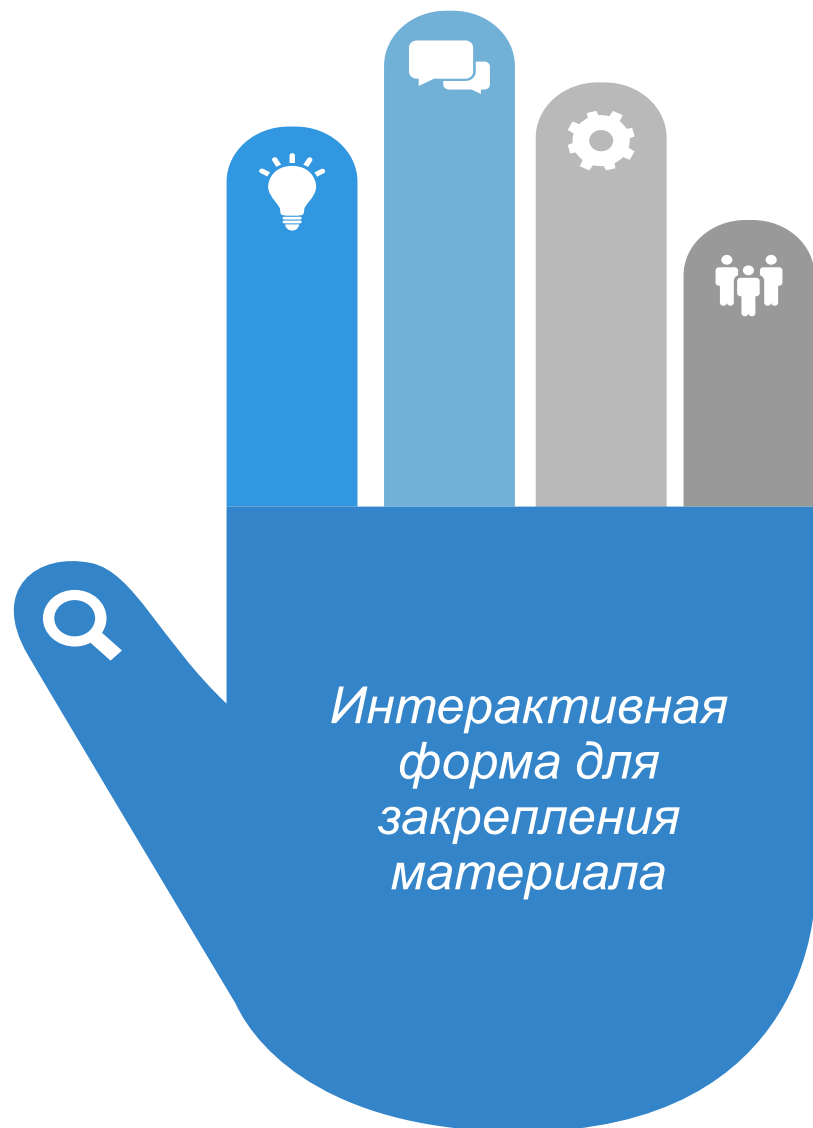 Интерактивная
форма для
закрепления
материала